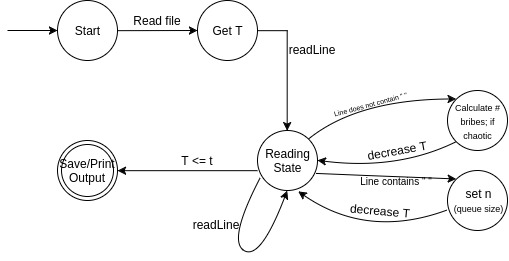 Start
Read file
Get T
readLine
Line does not contain " "
Calculate #
bribes; if
chaotic
decrease T
Reading
State
T <= t
Save/Print
Output
Line contains " "
set n
(queue size)
decrease T
readLine